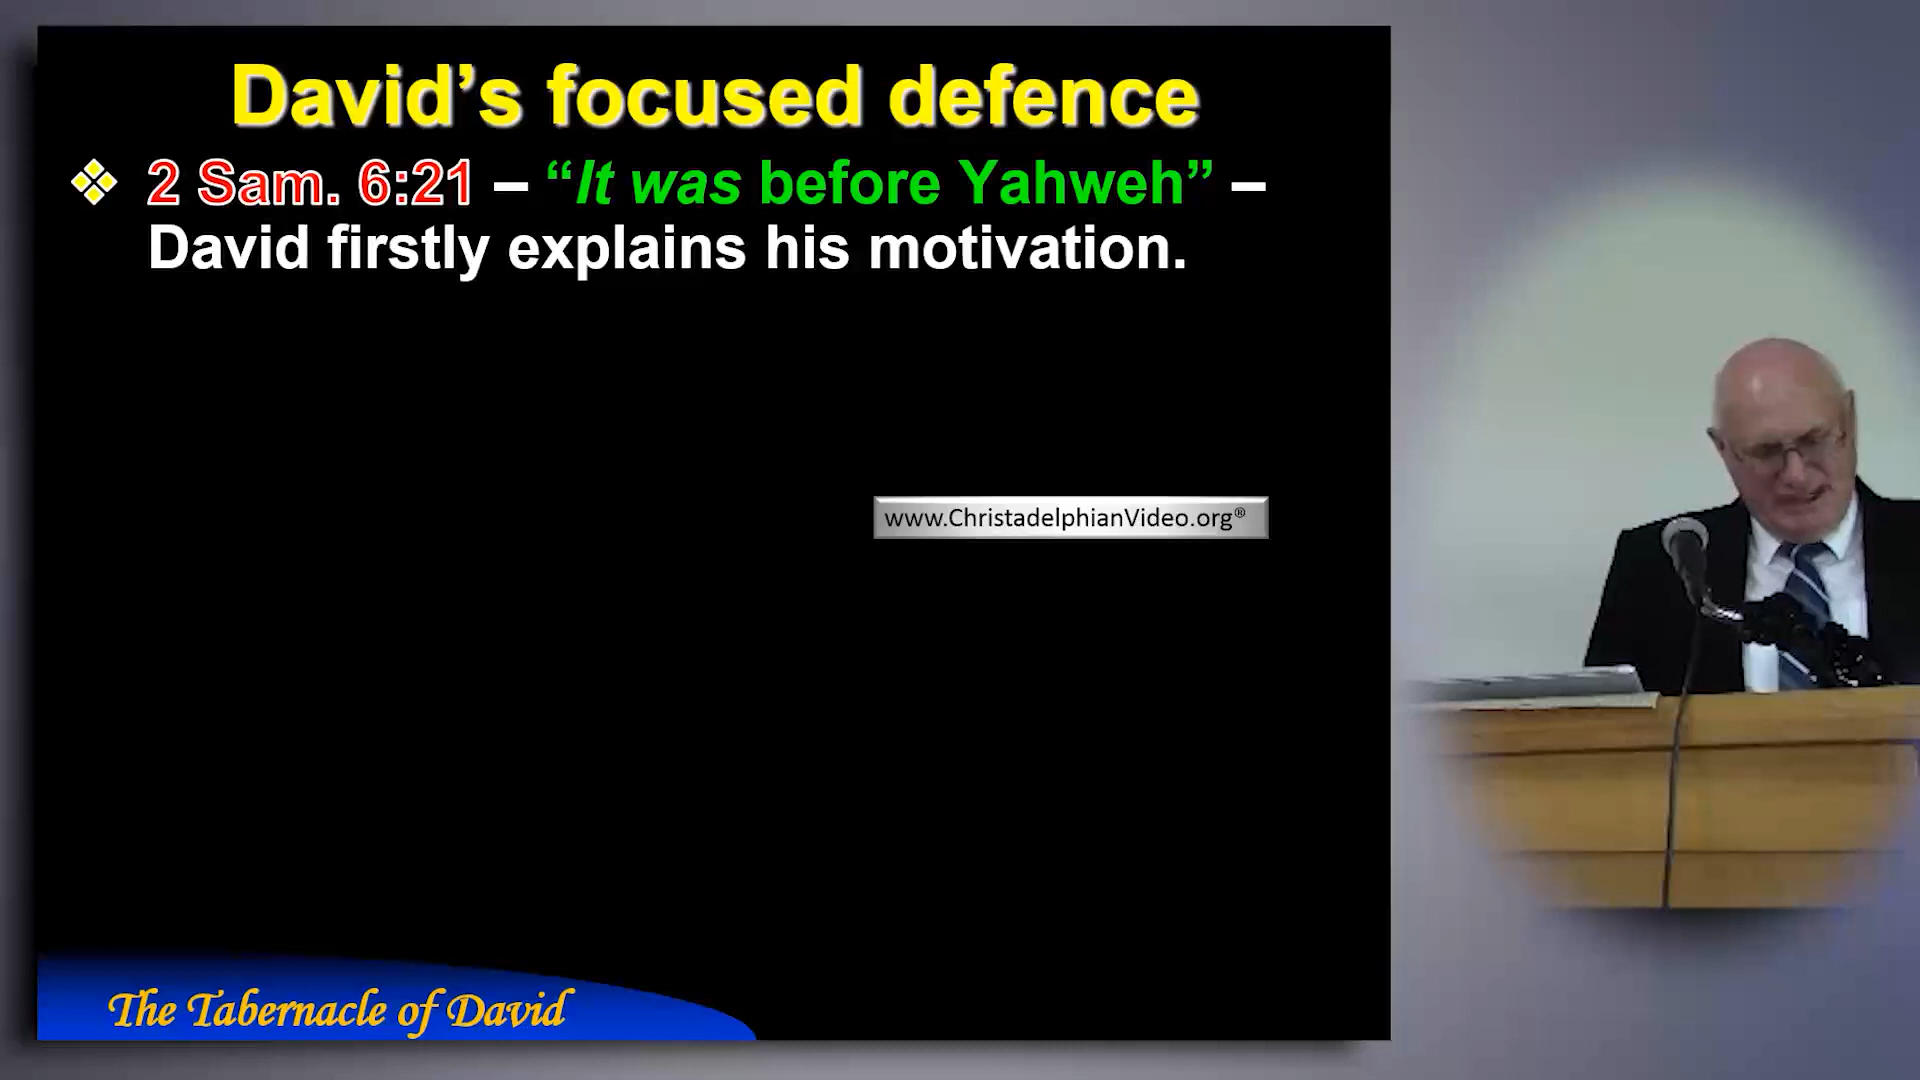 David’s focused defence
❖ 2 Sam. 6:21 – “It was before Yahweh” –
David firstly explains his motivation.
www.ChristadelphianVideo.org®
The Tabernacle of David